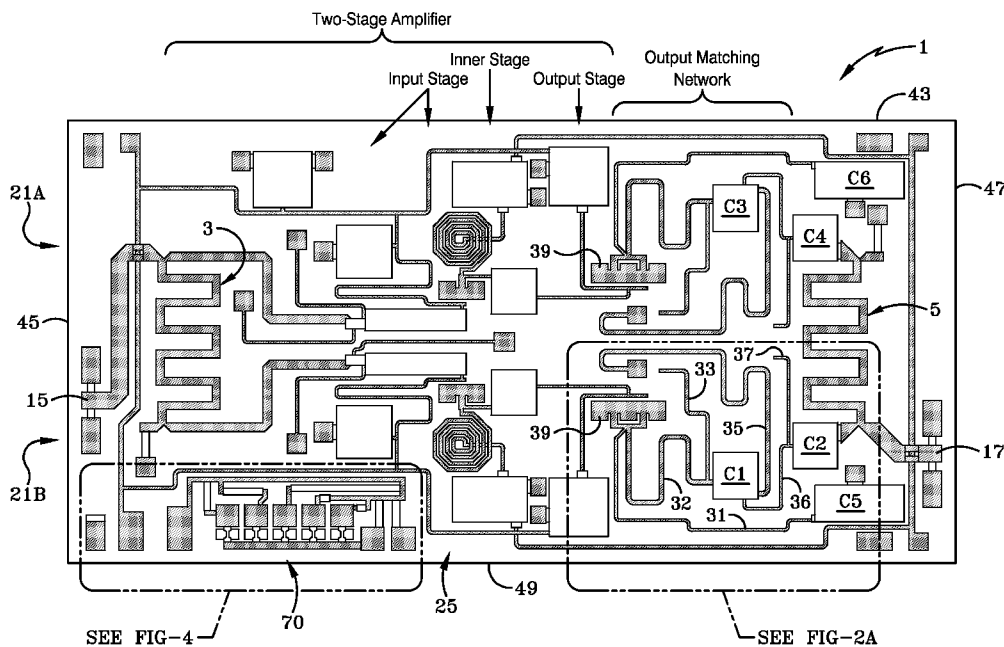 Two-Stage Amplifier
Inner Stage
Input Stage
Output Stage
Output Matching
Network
1
43
21A
3
C6
47
C3
C4
39
5
45
37
33
15
39
35
C2
17
21B
C1
32
36
C5
31
25
49
70
SEE FIG-4
SEE FIG-2A